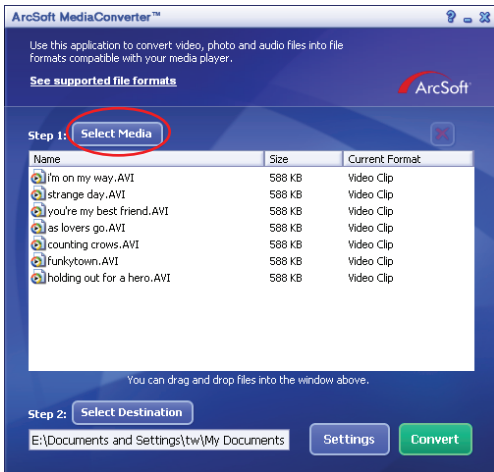 ArcSoft MediaConverter™
Use this application to convert video, photo and audio files into file
formats compatible with your media player.
See supported file formats
ArcSoft
Step 1: Select Media
Name Size Current Format
i'm on my way.AVI 588 KB Video Clip
strange day.AVI 588 KB Video Clip
you're my best friend.AVI 588 KB Video Clip
as lovers go.AVI 588 KB Video Clip
counting crows.AVI 588 KB Video Clip
funkytown.AVI 588 KB Video Clip
holding out for a hero.AVI 588 KB Video Clip
You can drag and drop files into the window above.
Step 2: Select Destination
E:\Documents and Settings\tw\My Documents Settings Convert